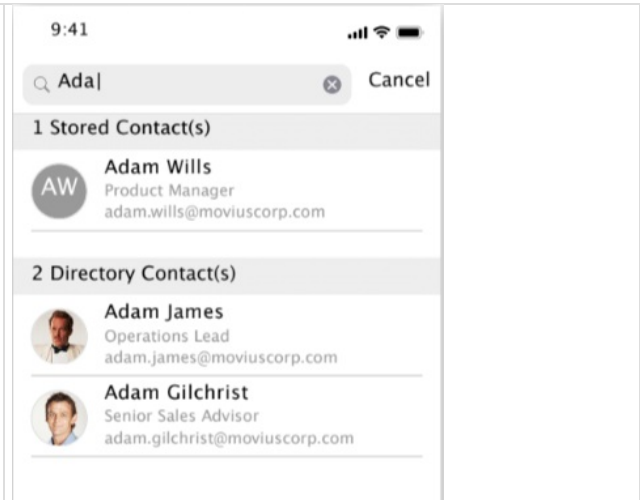 9:41
Ada
Cancel
1 Stored Contact(s)
AW
Adam Wills
Product Manager
adam.wills@moviuscorp.com
2 Directory Contact(s)
Adam James
Operations Lead
adam.james@moviuscorp.com
Adam Gilchrist
Senior Sales Advisor
adam.gilchrist@moviuscorp.com